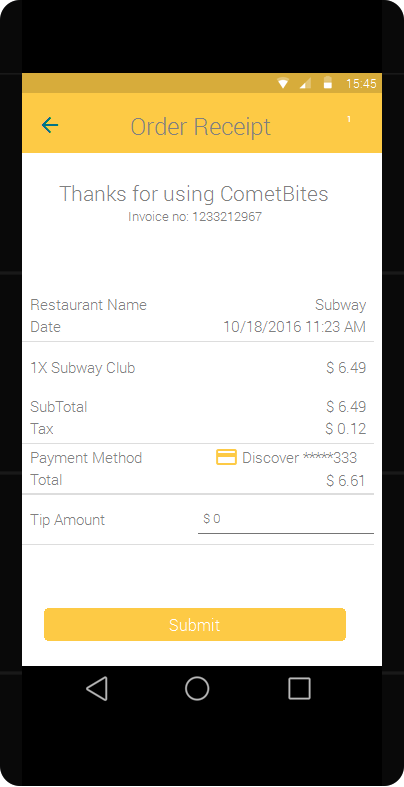 15:45
Order Receipt 1
Thanks for using CometBites
Invoice no: 1233212967
Restaurant Name Subway
Date 10/18/2016 11:23 AM
1X Subway Club $ 6.49
SubTotal $ 6.49
Tax $ 0.12
Payment Method Discover *****333
Total $ 6.61
Tip Amount $ 0
Submit